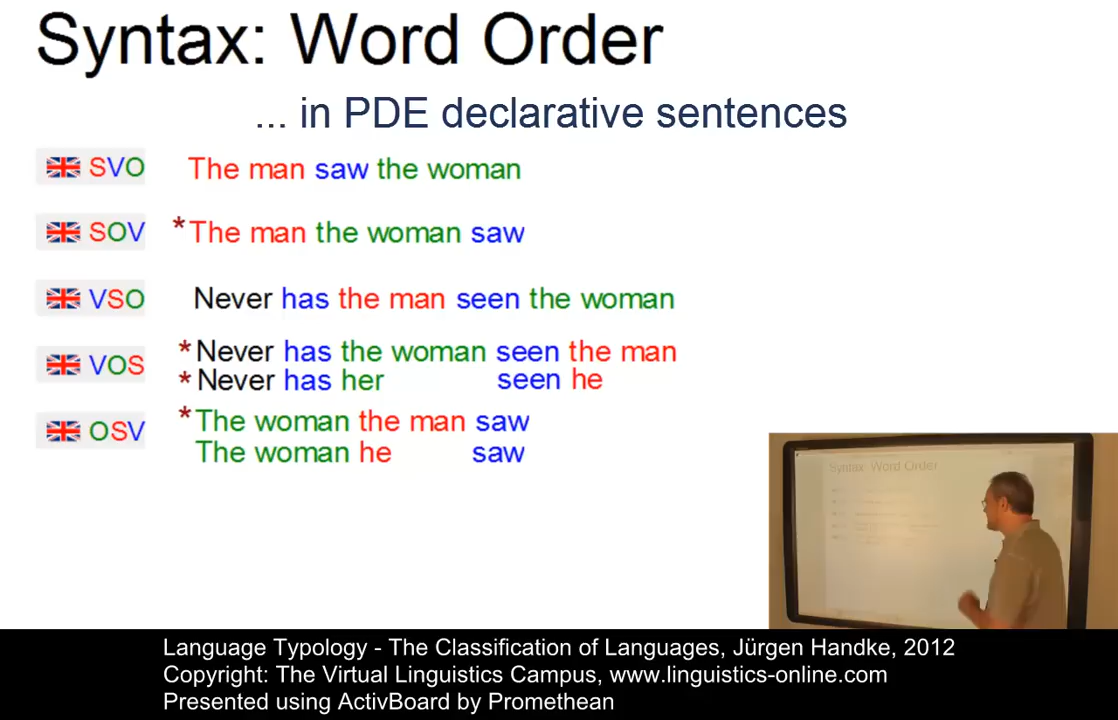 Syntax: Word Order
... in PDE declarative sentences
SVO The man saw the woman
SOV *The man the woman saw
VSO Never has the man seen the woman
*Never has the woman seen the man
VOS
*Never has her seen he
*The woman the man saw
OSV
The woman he saw
Syntax: Word Order
Language Typology - The Classification of Languages, Jürgen Handke, 2012
Copyright: The Virtual Linguistics Campus, www.linguistics-online.com
Presented using ActivBoard by Promethean